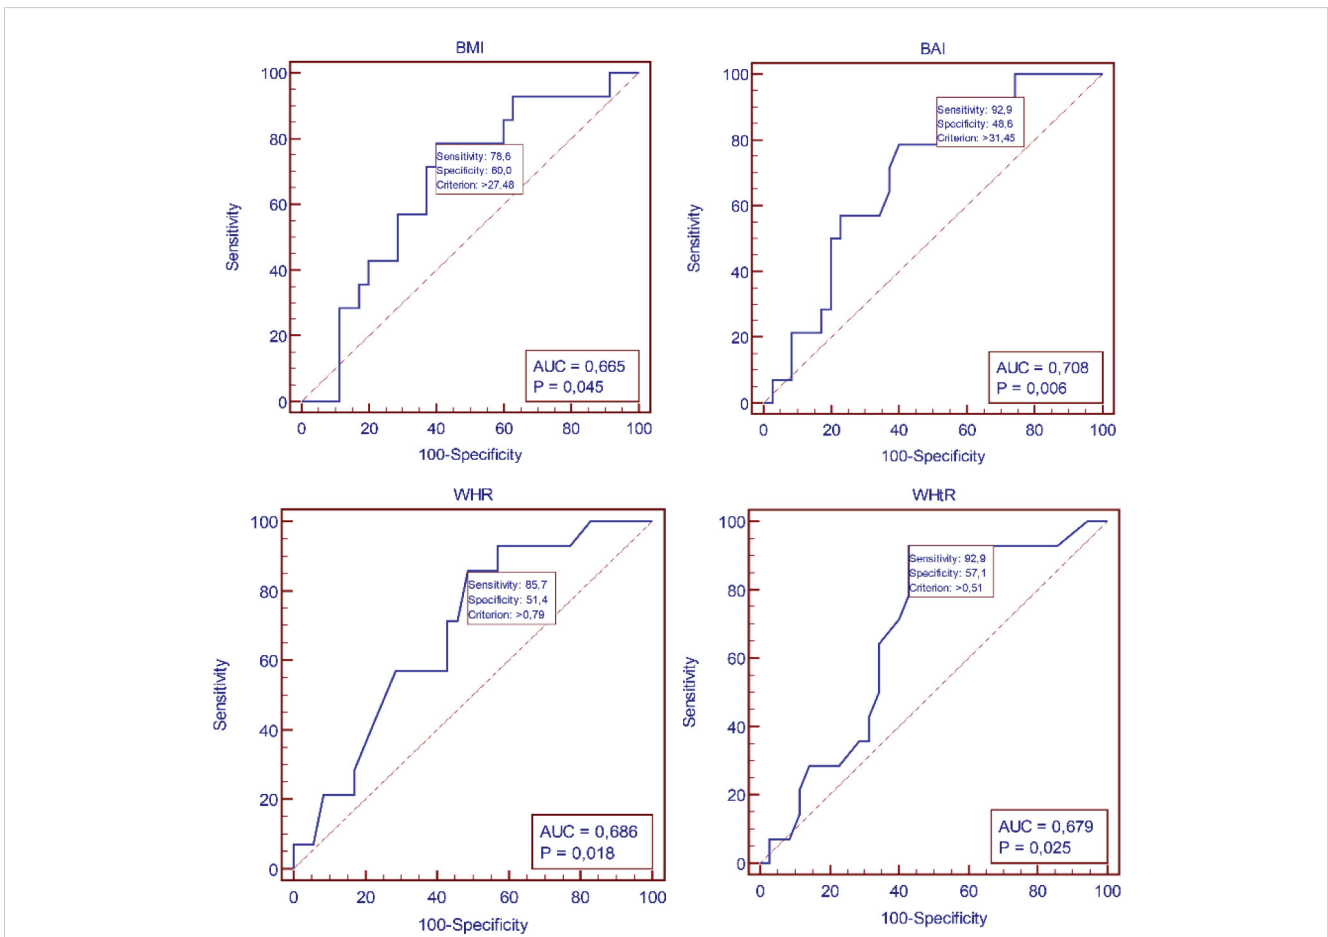 BMI
100
80
60
40
20
0
Sensitivity
Sensitivity: 78,6
Specificity: 60,0
Criterion: >27,48
AUC = 0,665
P = 0,045
0 20 40 60 80 100
100-Specificity
BAI
100
80
60
40
20
0
Sensitivity
Sensitivity: 92,9
Specificity: 48,6
Criterion: >31,45
AUC = 0,708
P = 0,006
0 20 40 60 80 100
100-Specificity
WHR
100
80
60
40
20
0
Sensitivity
Sensitivity: 85,7
Specificity: 51,4
Criterion: >0,79
AUC = 0,686
P = 0,018
0 20 40 60 80 100
100-Specificity
WHtR
100
80
60
40
20
0
Sensitivity
Sensitivity: 92,9
Specificity: 57,1
Criterion: >0,51
AUC = 0,679
P = 0,025
0 20 40 60 80 100
100-Specificity